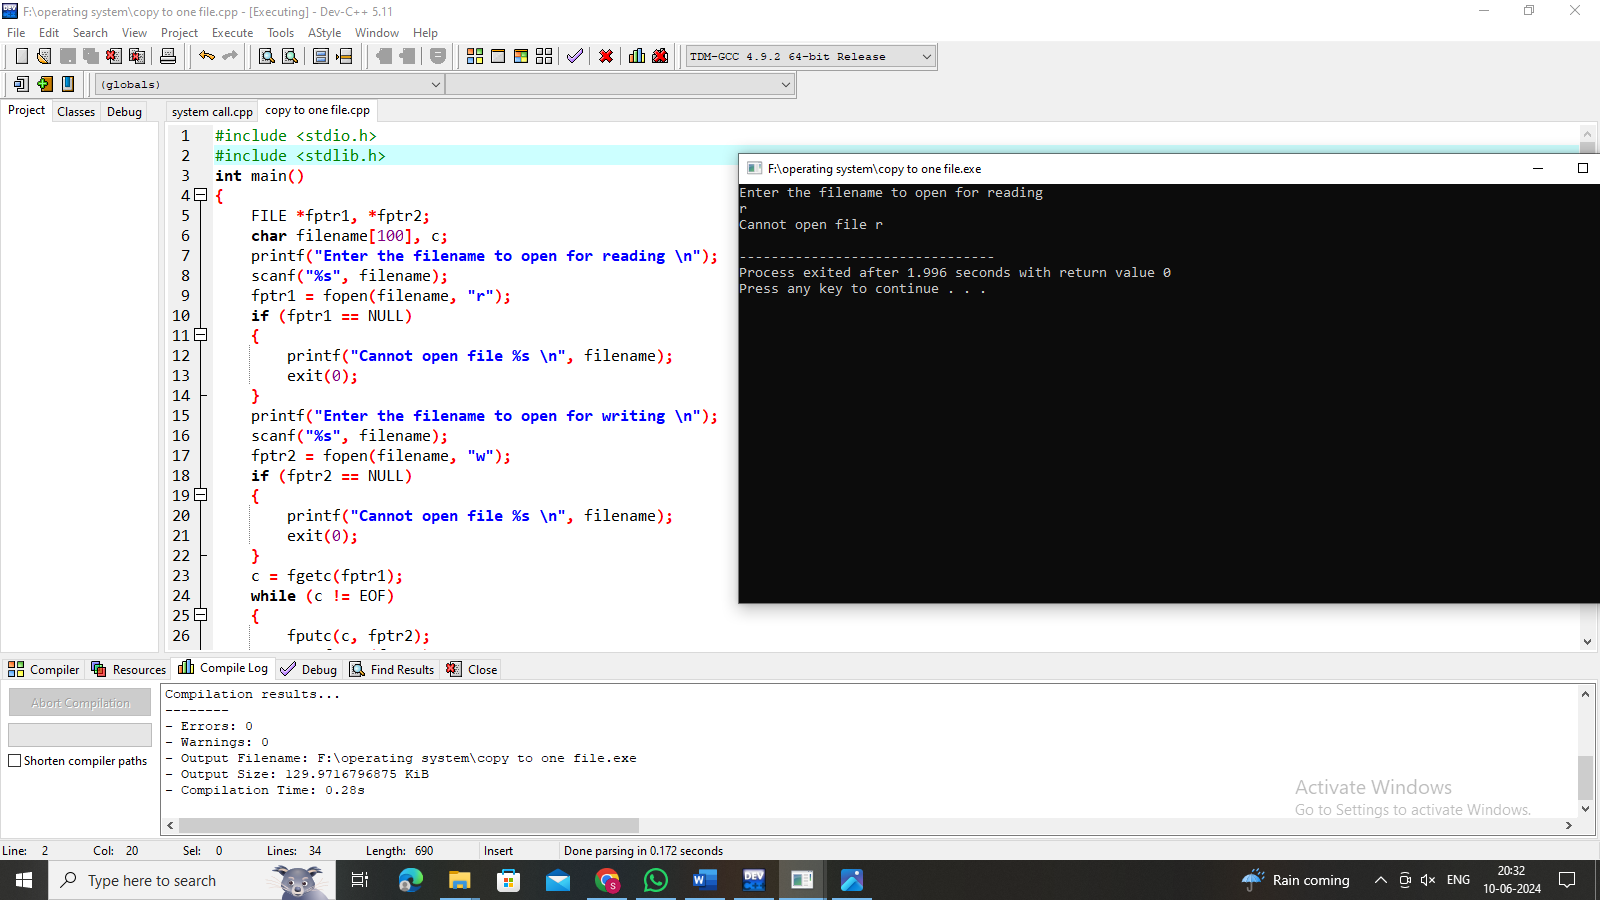 F:\operating system\copy to one file.cpp - [Executing] - Dev-C++ 5.11
File Edit Search View Project Execute Tools AStyle Window Help
TDM-GCC 4.9.2 64-bit Release
(globals)
Project Classes Debug
system call.cpp copy to one file.cpp
1 #include <stdio.h>
2 #include <stdlib.h>
3 int main()
4 {
5 FILE *fptr1, *fptr2;
6 char filename[100], c;
7 printf("Enter the filename to open for reading \n");
8 scanf("%s", filename);
9 fptr1 = fopen(filename, "r");
10 if (fptr1 == NULL)
11 {
12 printf("Cannot open file %s \n", filename);
13 exit(0);
14 }
15 printf("Enter the filename to open for writing \n");
16 scanf("%s", filename);
17 fptr2 = fopen(filename, "w");
18 if (fptr2 == NULL)
19 {
20 printf("Cannot open file %s \n", filename);
21 exit(0);
22 }
23 c = fgetc(fptr1);
24 while (c != EOF)
25 {
26 fputc(c, fptr2);
F:\operating system\copy to one file.exe
Enter the filename to open for reading
r
Cannot open file r
--------------------------------
Process exited after 1.996 seconds with return value 0
Press any key to continue . . .
Compiler Resources Compile Log Debug Find Results Close
Abort Compilation
Shorten compiler paths
Compilation results...
--------
- Errors: 0
- Warnings: 0
- Output Filename: F:\operating system\copy to one file.exe
- Output Size: 129.9716796875 KiB
- Compilation Time: 0.28s
Activate Windows
Go to Settings to activate Windows.
Line: 2 Col: 20 Sel: 0 Lines: 34 Length: 690 Insert Done parsing in 0.172 seconds
Type here to search
Rain coming
ENG
20:32
10-06-2024